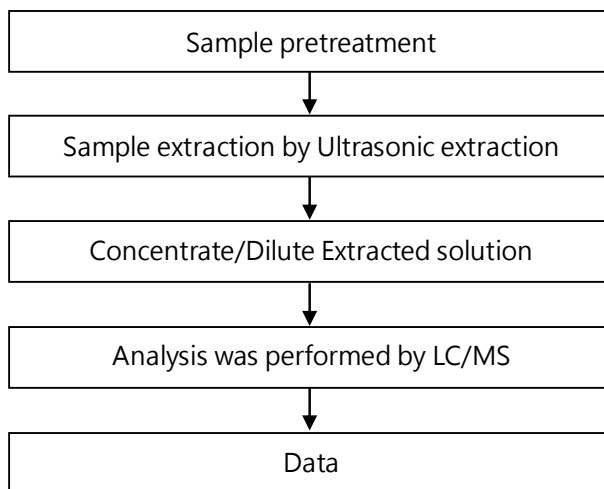 Sample pretreatment
Sample extraction by Ultrasonic extraction
Concentrate/Dilute Extracted solution
Analysis was performed by LC/MS
Data